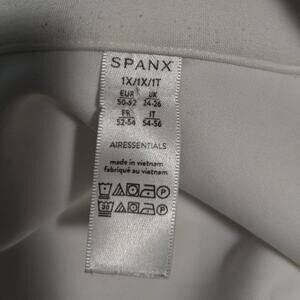 SPANX
1X/1X/1T
EUR UK
50-52 24-26
FR IT
52-54 54-56
AIRESSENTIALS
made in vietnam
fabriqué au vietnam
30